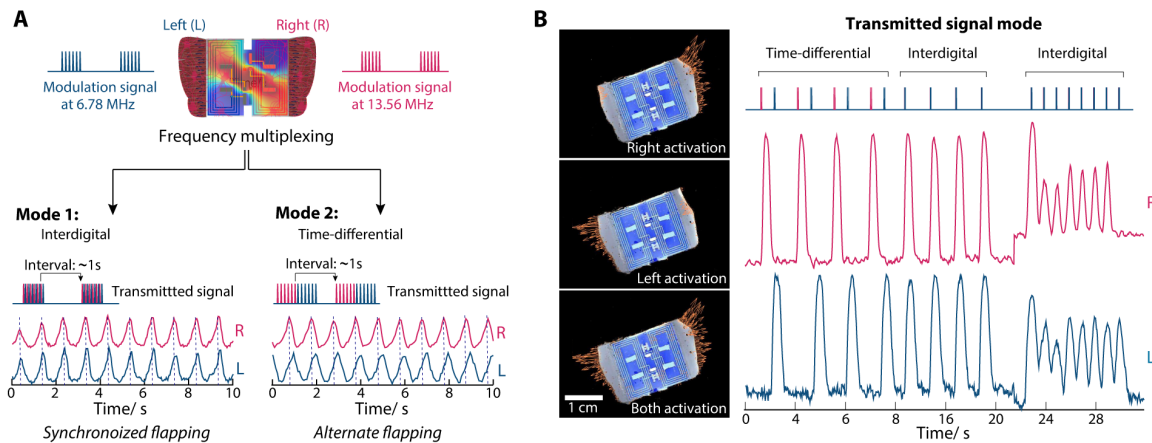 A
Left (L)
Right (R)
Modulation signal
at 6.78 MHz
Modulation signal
at 13.56 MHz
Frequency multiplexing
Mode 1:
Interdigital
Interval: ~1s
Transmittted signal
R
L
0 2 4 6 8 10
Time/ s
Synchronoized flapping
Mode 2:
Time-differential
Interval: ~1s
Transmittted signal
R
L
0 2 4 6 8 10
Time/ s
Alternate flapping
B
Right activation
Left activation
Both activation
1 cm
Transmitted signal mode
Time-differential
Interdigital
Interdigital
L
0 4 8 12 16 20 24 28
Time/ s